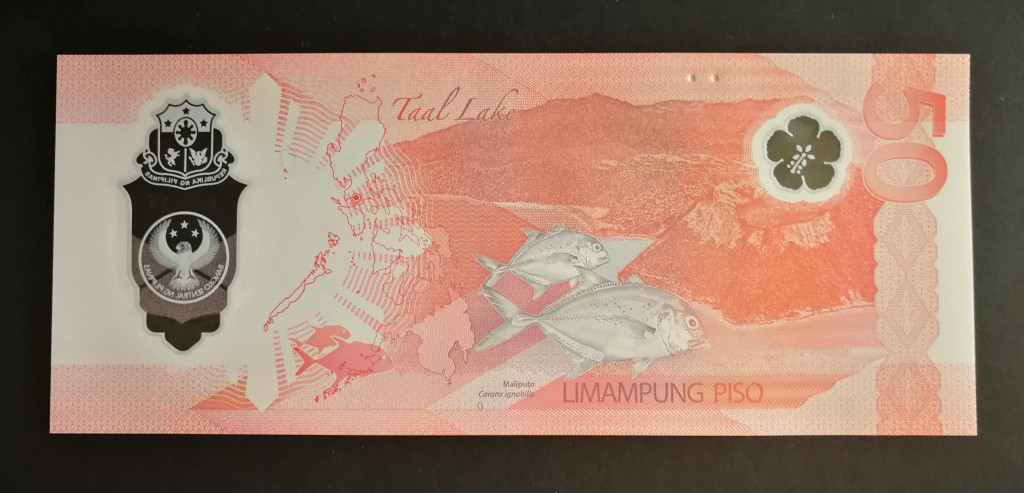 Taal Lake
50
REPUBLIKA NG PILIPINAS
BANGKO SENTRAL NG PILIPINAS
Maliputo
Caranx ignobilis
LIMAMPUNG PISO